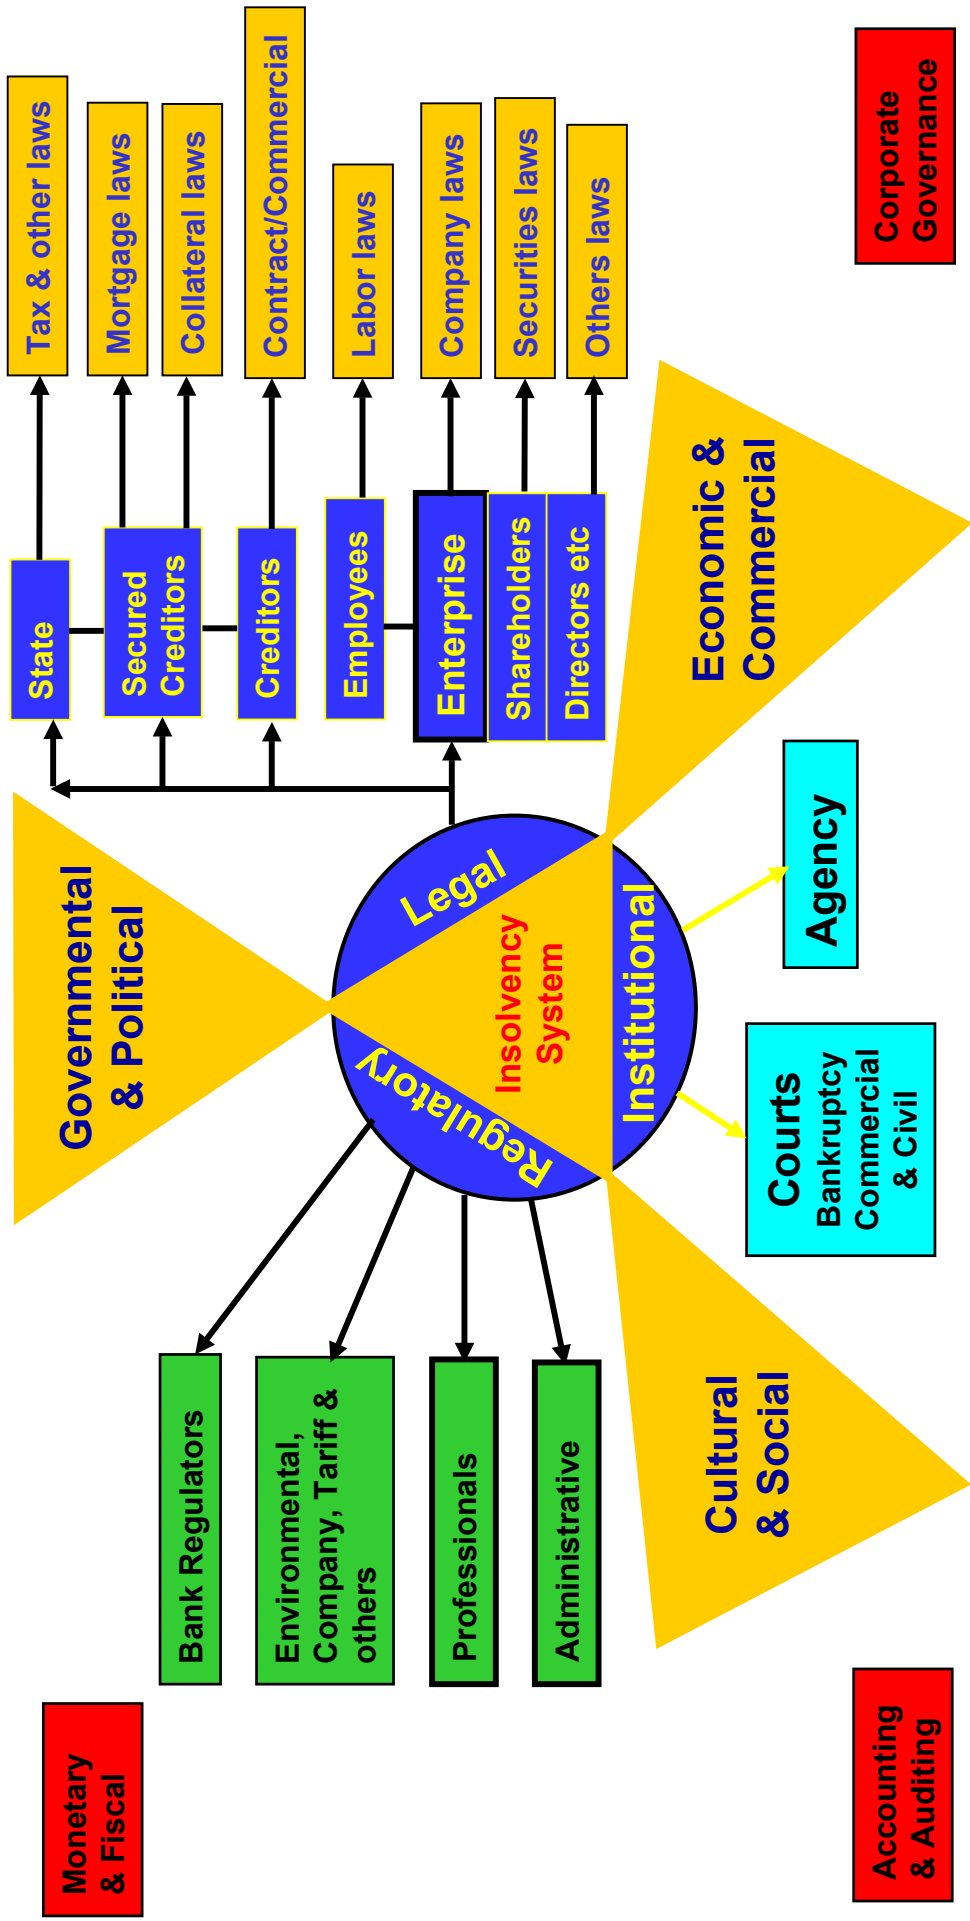 Monetary
& Fiscal
Bank Regulators
Environmental,
Company, Tariff &
others
Professionals
Administrative
Governmental
& Political
Regulatory
Legal
Insolvency
System
Institutional
State
Secured
Creditors
Creditors
Employees
Enterprise
Shareholders
Directors etc
Tax & other laws
Mortgage laws
Collateral laws
Contract/Commercial
Labor laws
Company laws
Securities laws
Others laws
Cultural
& Social
Economic &
Commercial
Courts
Bankruptcy
Commercial
& Civil
Agency
Accounting
& Auditing
Corporate
Governance